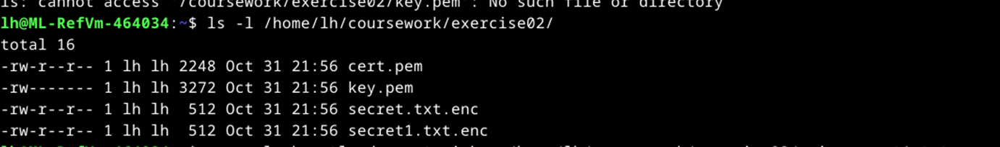 ls: cannot access '/coursework/exercise02/key.pem': No such file or directory
lh@ML-RefVm-464034:~$ ls -l /home/lh/coursework/exercise02/
total 16
-rw-r--r-- 1 lh lh 2248 Oct 31 21:56 cert.pem
-rw------- 1 lh lh 3272 Oct 31 21:56 key.pem
-rw-r--r-- 1 lh lh  512 Oct 31 21:56 secret.txt.enc
-rw-r--r-- 1 lh lh  512 Oct 31 21:56 secret1.txt.enc